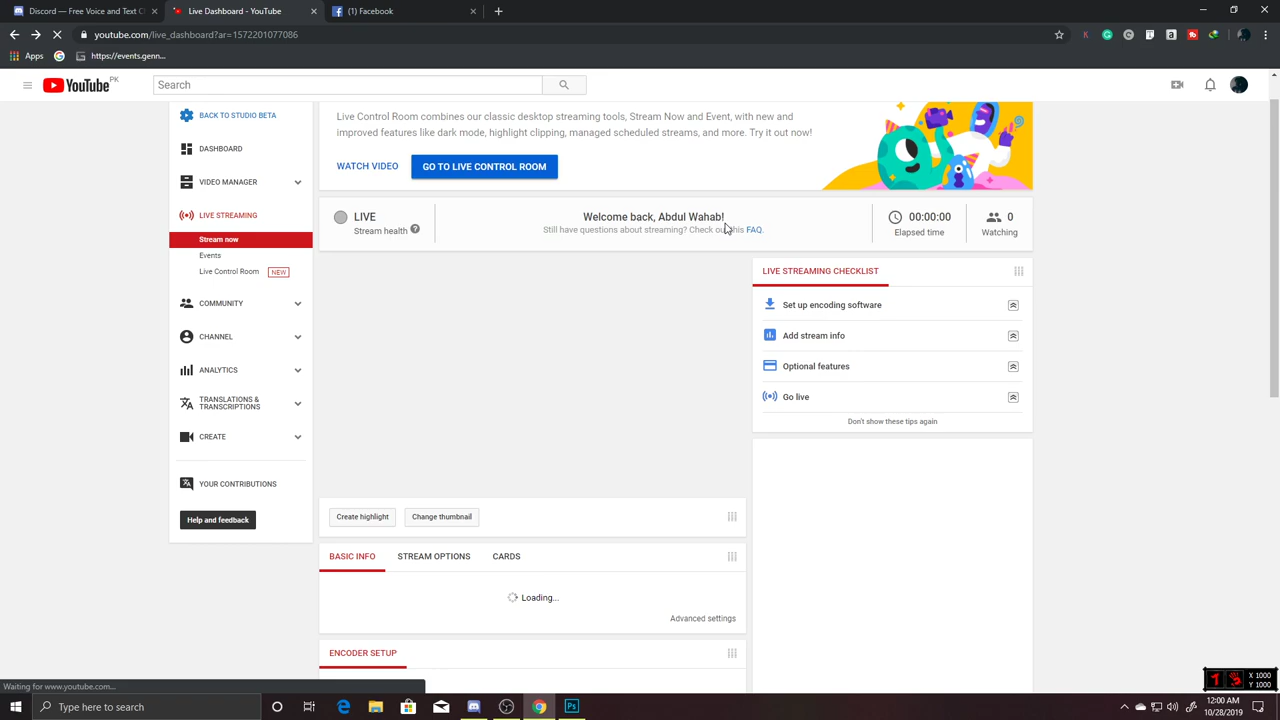 Discord — Free voice and text ch
Live Dashboard - YouTube
(1) Facebook
youtube.com/live_dashboard?ar=1572201077086
Apps
https://events.genn...
YouTube PK
Search
BACK TO STUDIO BETA
DASHBOARD
VIDEO MANAGER
LIVE STREAMING
Stream now
Events
Live Control Room NEW
COMMUNITY
CHANNEL
ANALYTICS
TRANSLATIONS &
TRANSCRIPTIONS
CREATE
YOUR CONTRIBUTIONS
Help and feedback
Live Control Room combines our classic desktop streaming tools, Stream Now and Event, with new and
improved features like dark mode, highlight clipping, managed scheduled streams, and more. Try it out now!
WATCH VIDEO
GO TO LIVE CONTROL ROOM
LIVE
Stream health ?
Welcome back, Abdul Wahab!
Still have questions about streaming? Check out this FAQ.
00:00:00
Elapsed time
0
Watching
LIVE STREAMING CHECKLIST
Set up encoding software
Add stream info
Optional features
Go live
Don't show these tips again
Create highlight
Change thumbnail
BASIC INFO
STREAM OPTIONS
CARDS
Loading...
Advanced settings
ENCODER SETUP
Waiting for www.youtube.com...
X 1000
Y 1000
Type here to search
Ps
12:00 AM
10/28/2019